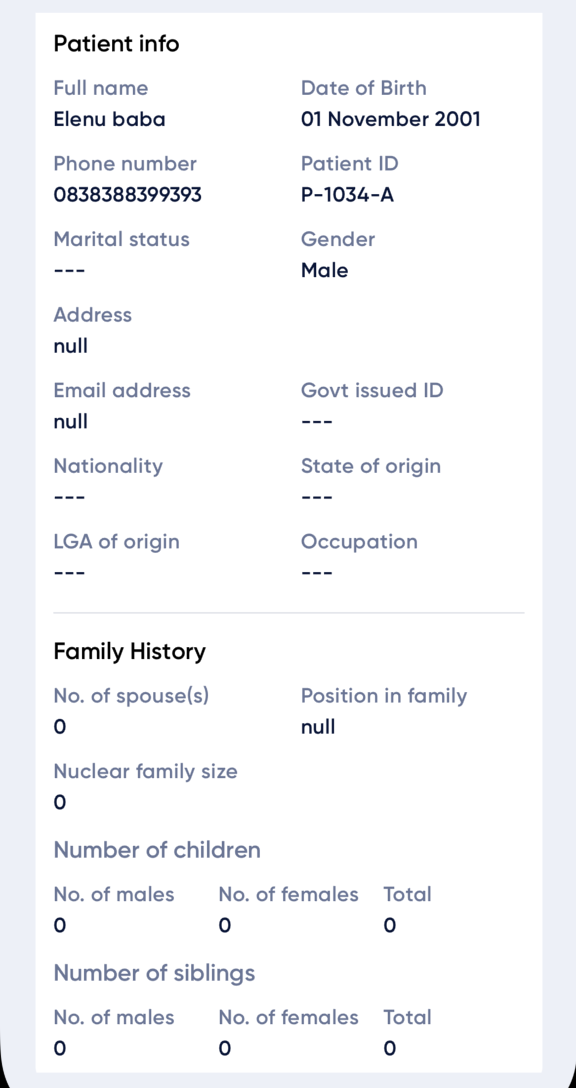 Patient info
Full name Date of Birth
Elenu baba 01 November 2001
Phone number Patient ID
0838388399393 P-1034-A
Marital status Gender
--- Male
Address
null
Email address Govt issued ID
null ---
Nationality State of origin
--- ---
LGA of origin Occupation
--- ---
Family History
No. of spouse(s) Position in family
0 null
Nuclear family size
0
Number of children
No. of males No. of females Total
0 0 0
Number of siblings
No. of males No. of females Total
0 0 0